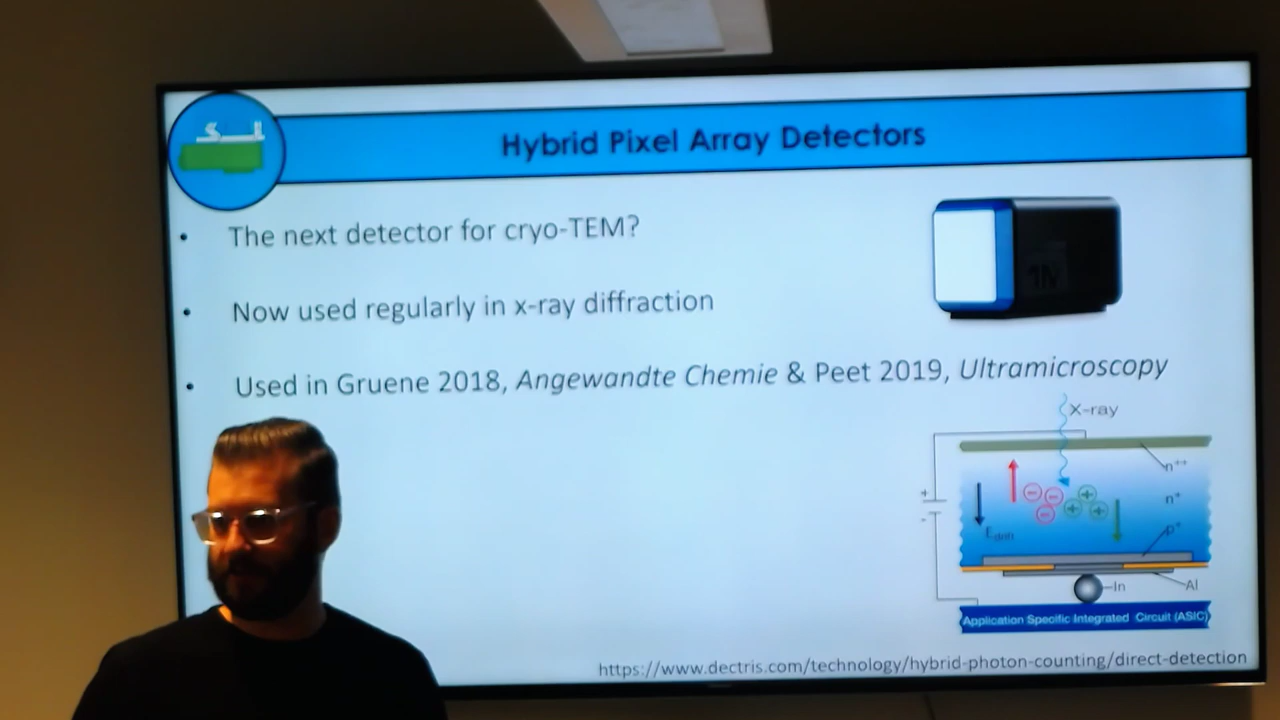 Hybrid Pixel Array Detectors
• The next detector for cryo-TEM?
• Now used regularly in x-ray diffraction
• Used in Gruene 2018, Angewandte Chemie & Peet 2019, Ultramicroscopy
X-ray
n++
+
n+
-
E drift
p+
In
Al
Application Specific Integrated Circuit (ASIC)
https://www.dectris.com/technology/hybrid-photon-counting/direct-detection